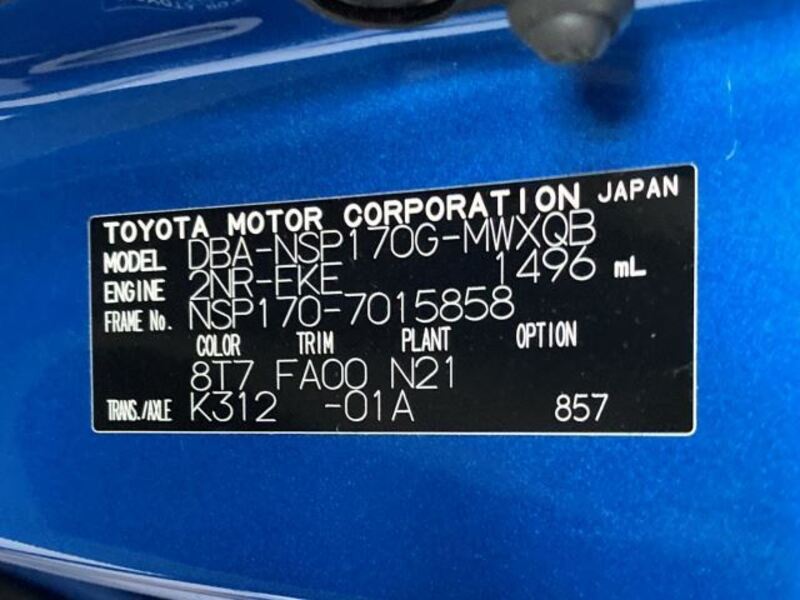 TOYOTA MOTOR CORPORATION JAPAN
MODEL DBA-NSP170G-MWXQB
ENGINE 2NR-FKE 1496 mL
FRAME No. NSP170-7015858
COLOR TRIM PLANT OPTION
8T7 FA00 N21
TRANS./AXLE K312 -01A 857